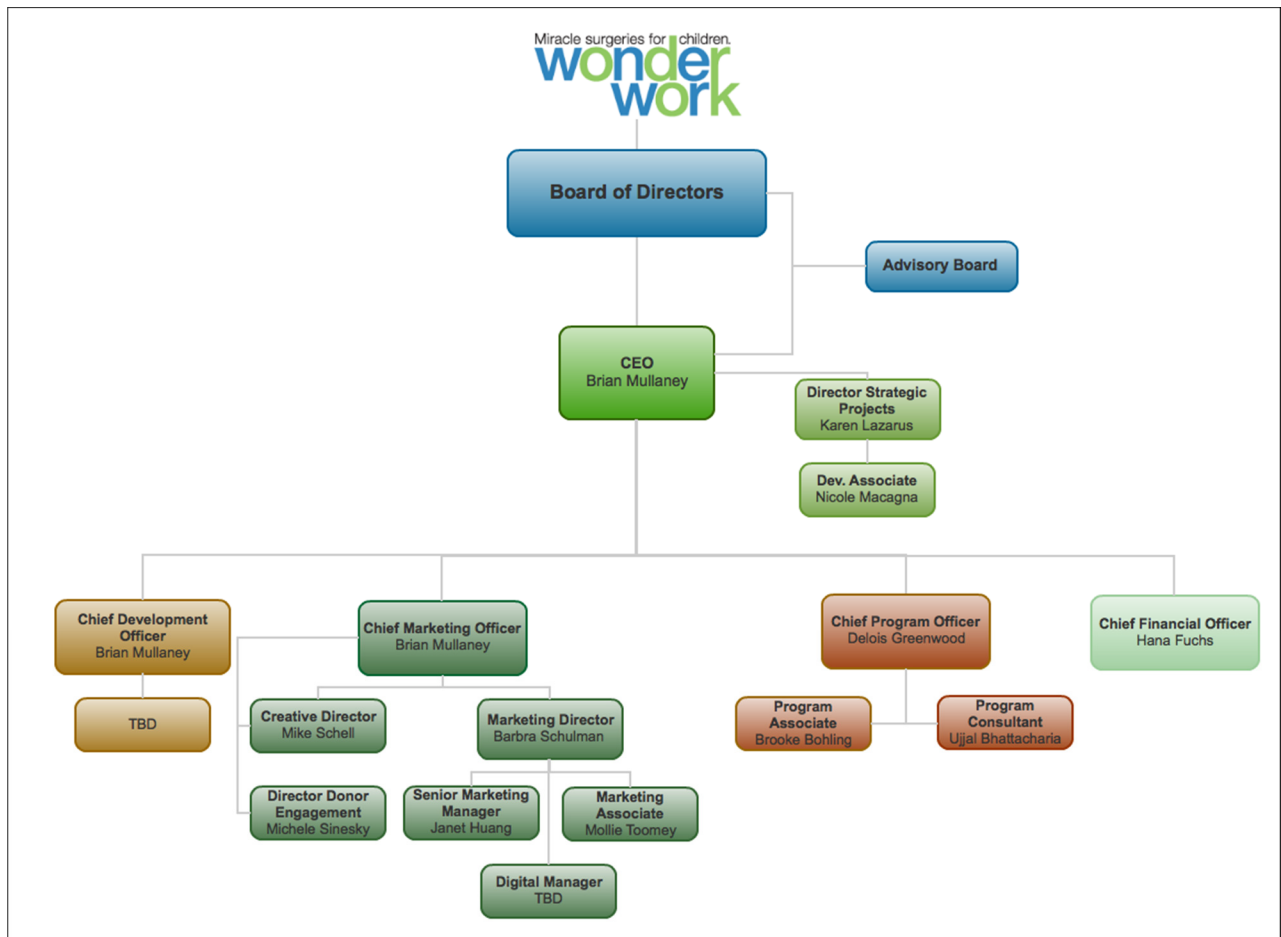 Miracle surgeries for children.
wonder
work
Board of Directors
Advisory Board
CEO
Brian Mullaney
Director Strategic
Projects
Karen Lazarus
Dev. Associate
Nicole Macagna
Chief Development
Officer
Brian Mullaney
TBD
Chief Marketing Officer
Brian Mullaney
Creative Director
Mike Schell
Marketing Director
Barbra Schulman
Director Donor
Engagement
Michele Sinesky
Senior Marketing
Manager
Janet Huang
Marketing
Associate
Mollie Toomey
Digital Manager
TBD
Chief Program Officer
Delois Greenwood
Program
Associate
Brooke Bohling
Program
Consultant
Ujjal Bhattacharia
Chief Financial Officer
Hana Fuchs